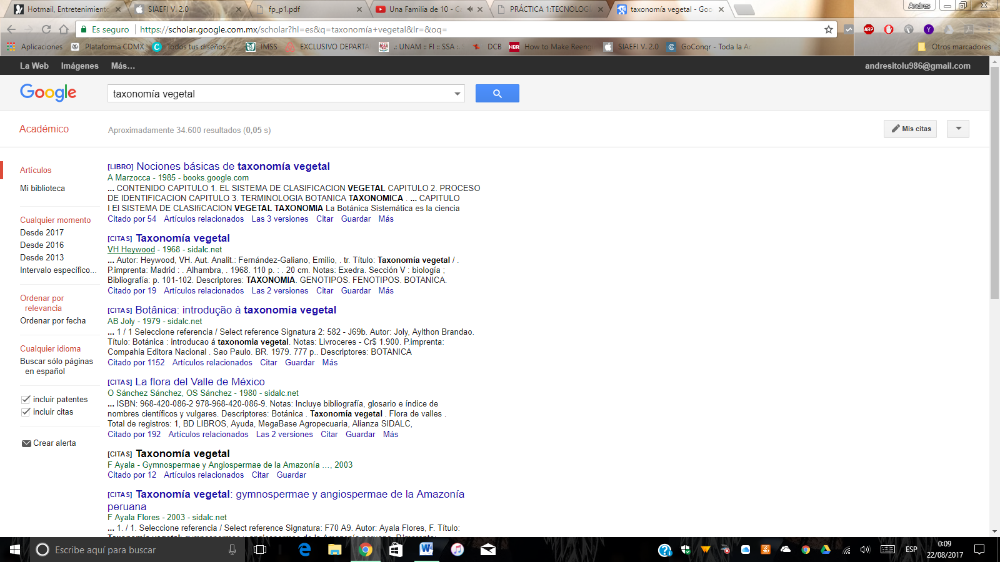 Hotmail, Entretenimiento
SIAEFI V. 2.0
fp_p1.pdf
Una Familia de 10 - C
PRÁCTICA 1:TECNOLOG
taxonomía vegetal - Goo
Andres
Es seguro
https://scholar.google.com.mx/scholar?hl=es&q=taxonomía+vegetal&lr=&oq=
ABP
Y
Aplicaciones
Plataforma CDMX
Todos tus diseños –
IMSS
EXCLUSIVO DEPARTA
.: UNAM :: FI :: SSA :.
DCB
HBR
How to Make Reeng
SIAEFI V. 2.0
GoConqr - Toda la Ac
Otros marcadores
La Web
Imágenes
Más...
andresitolu986@gmail.com
Google
taxonomía vegetal
Académico
Aproximadamente 34.600 resultados (0,05 s)
Mis citas
Artículos
Mi biblioteca
Cualquier momento
Desde 2017
Desde 2016
Desde 2013
Intervalo específico...
Ordenar por
relevancia
Ordenar por fecha
Cualquier idioma
Buscar sólo páginas
en español
incluir patentes
incluir citas
Crear alerta
[LIBRO] Nociones básicas de taxonomía vegetal
A Marzocca - 1985 - books.google.com
... CONTENIDO CAPITULO 1. EL SISTEMA DE CLASIFICACION VEGETAL CAPITULO 2. PROCESO
DE IDENTIFICACION CAPITULO 3. TERMINOLOGIA BOTANICA TAXONOMICA . ... CAPITULO
I El SISTEMA DE CLASIfiCACION VEGETAL TAXONOMIA La Botánica Sistemática es la ciencia
Citado por 54 Artículos relacionados Las 3 versiones Citar Guardar Más
[CITAS] Taxonomía vegetal
VH Heywood - 1968 - sidalc.net
... Autor: Heywood, VH. Aut. Analit.: Fernández-Galiano, Emilio, . tr. Título: Taxonomía vegetal / .
P.imprenta: Madrid : . Alhambra, . 1968. 110 p. : . 20 cm. Notas: Exedra. Sección V : biología ;
Bibliografía: p. 101-102. Descriptores: TAXONOMIA. GENOTIPOS. FENOTIPOS. BOTANICA.
Citado por 19 Artículos relacionados Las 2 versiones Citar Guardar Más
[CITAS] Botânica: introdução à taxonomia vegetal
AB Joly - 1979 - sidalc.net
... 1 / 1 Seleccione referencia / Select reference Signatura 2: 582 - J69b. Autor: Joly, Aylthon Brandao.
Título: Botánica : introducao á taxonomia vegetal. Notas: Livroceres - Cr$ 1.900. P.imprenta:
Compahia Editora Nacional . Sao Paulo. BR. 1979. 777 p.. Descriptores: BOTANICA
Citado por 1152 Artículos relacionados Citar Guardar Más
[CITAS] La flora del Valle de México
O Sánchez Sánchez, OS Sánchez - 1980 - sidalc.net
... ISBN: 968-420-086-2 978-968-420-086-9. Notas: Incluye bibliografía, glosario e índice de
nombres científicos y vulgares. Descriptores: Botánica . Taxonomía vegetal . Flora de valles .
Total de registros: 1, BD LIBROS, Ayuda, MegaBase Agropecuaria, Alianza SIDALC,
Citado por 192 Artículos relacionados Las 2 versiones Citar Guardar Más
[CITAS] Taxonomía vegetal
F Ayala - Gymnospermae y Angiospermae de la Amazonía ..., 2003
Citado por 12 Artículos relacionados Citar Guardar
[CITAS] Taxonomía vegetal: gymnospermae y angiospermae de la Amazonía
peruana
F Ayala Flores - 2003 - sidalc.net
... 1. / 1. Seleccione referencia / Select reference Signatura: F70 A9. Autor: Ayala Flores, F. Título:
Escribe aquí para buscar
ESP
0:09
22/08/2017